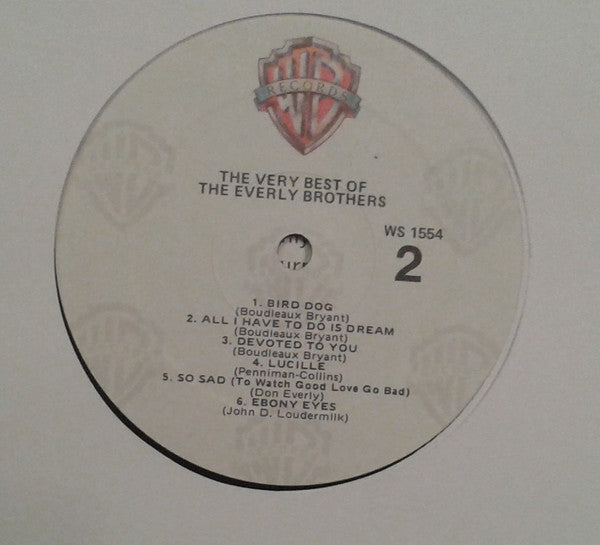 WB
RECORDS
THE VERY BEST OF
THE EVERLY BROTHERS
WS 1554
2
1. BIRD DOG
(Boudleaux Bryant)
2. ALL I HAVE TO DO IS DREAM
(Boudleaux Bryant)
3. DEVOTED TO YOU
(Boudleaux Bryant)
4. LUCILLE
(Penniman-Collins)
5. SO SAD (To Watch Good Love Go Bad)
(Don Everly)
6. EBONY EYES
(John D. Loudermilk)